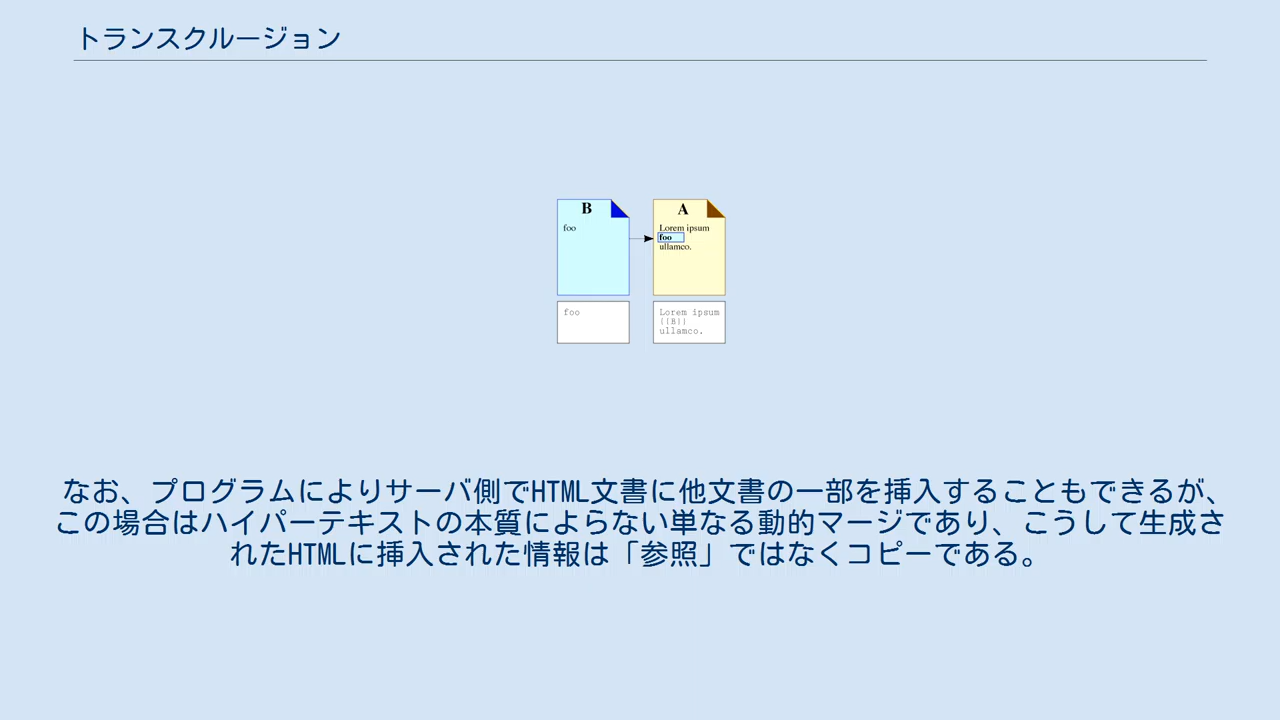 トランスクルージョン
B
foo
A
Lorem ipsum
foo
ullamco.
foo
Lorem ipsum
{{B}}
ullamco.
なお、プログラムによりサーバ側でHTML文書に他文書の一部を挿入することもできるが、
この場合はハイパーテキストの本質によらない単なる動的マージであり、こうして生成さ
れたHTMLに挿入された情報は「参照」ではなくコピーである。